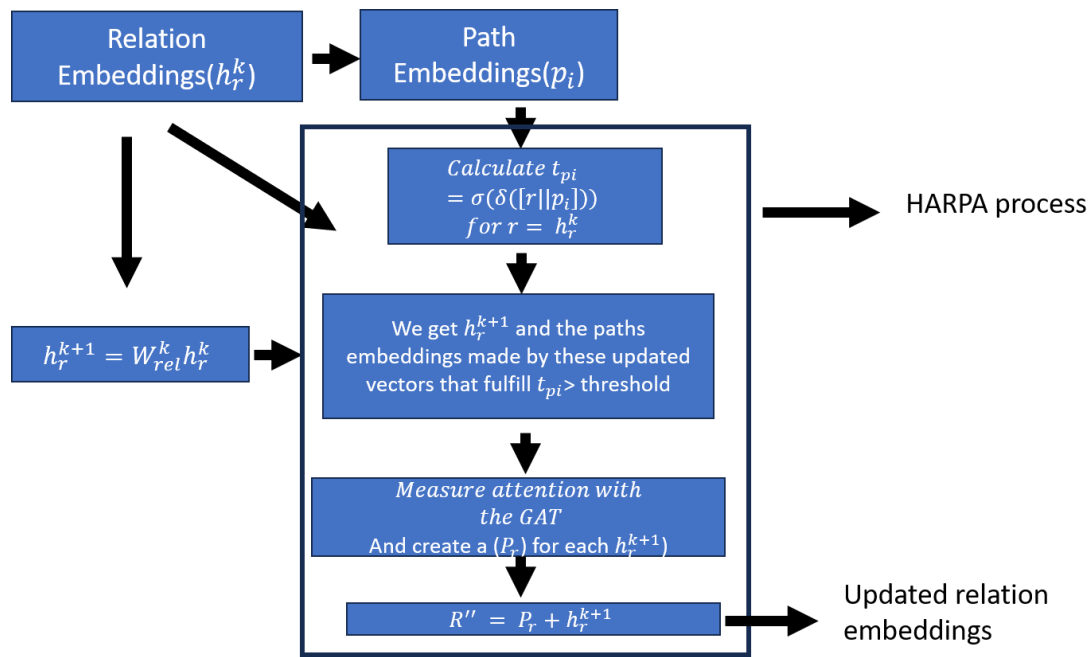 Relation
Embeddings($h_r^k$)
Path
Embeddings($p_i$)
$Calculate\ t_{pi}$
$= \sigma(\delta([r||p_i]))$
$for\ r = \ h_r^k$
HARPA process
We get $h_r^{k+1}$ and the paths
embeddings made by these updated
vectors that fulfill $t_{pi}$> threshold
$h_r^{k+1} = W_{rel}^k h_r^k$
Measure attention with
the GAT
And create a ($P_r$) for each $h_r^{k+1}$)
$R'' \ = \ P_r + h_r^{k+1}$
Updated relation
embeddings